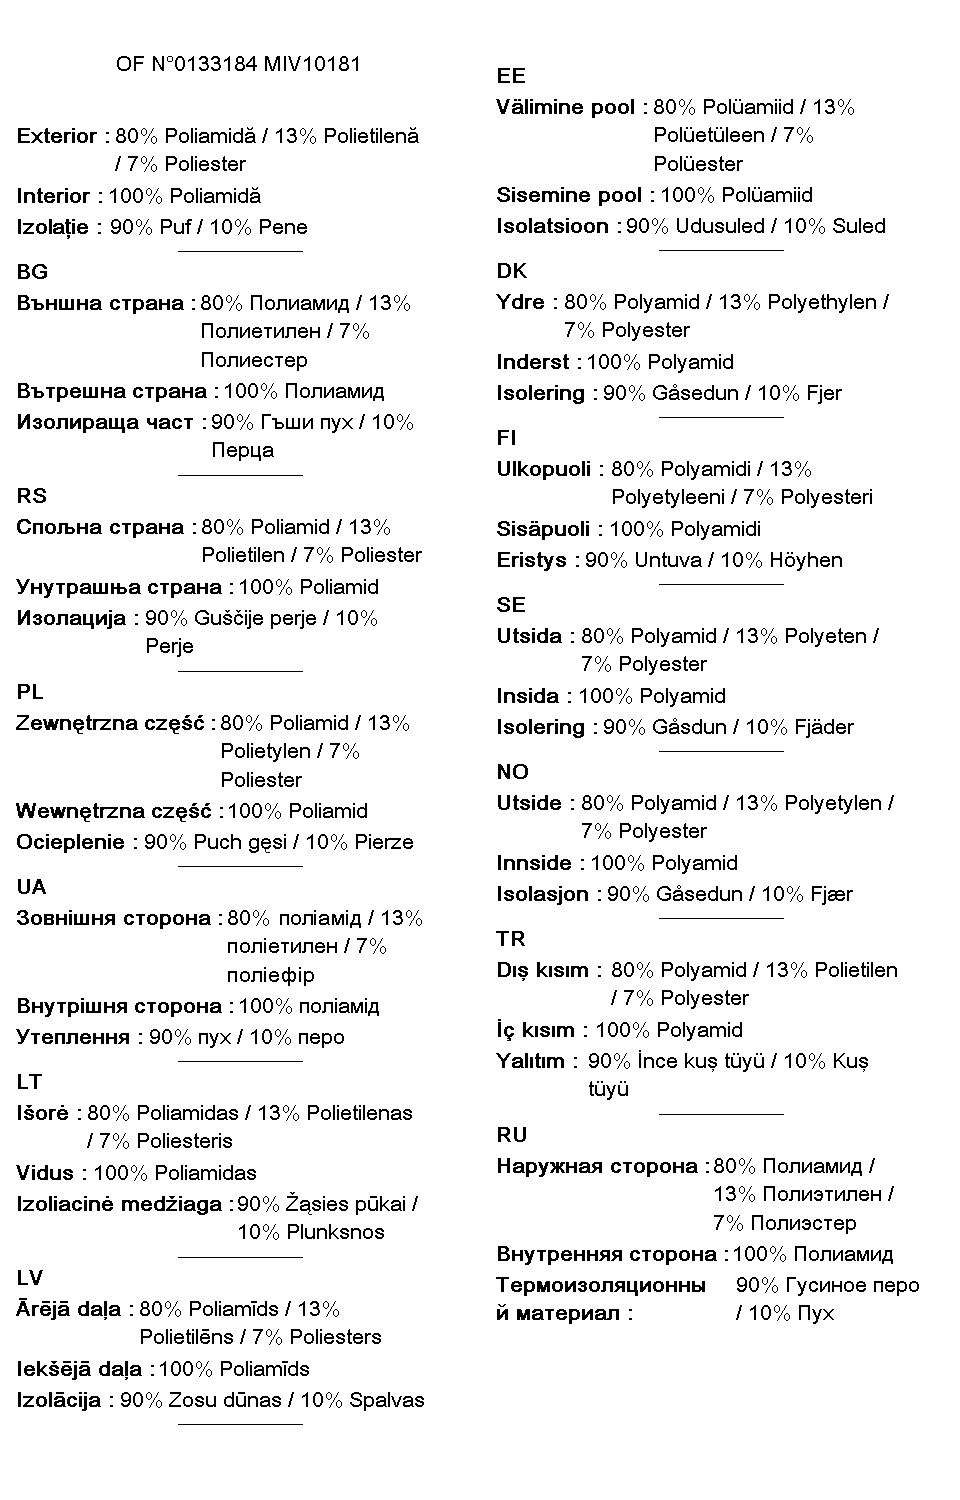 OF N°0133184 MIV10181
Exterior : 80% Poliamidă / 13% Polietilenă
/ 7% Poliester
Interior : 100% Poliamidă
Izolaţie : 90% Puf / 10% Pene
BG
Външна страна : 80% Полиамид / 13%
Полиетилен / 7%
Полиестер
Вътрешна страна : 100% Полиамид
Изолираща част : 90% Гъши пух / 10%
Перца
RS
Спољна страна : 80% Poliamid / 13%
Polietilen / 7% Poliester
Унутрашња страна : 100% Poliamid
Изолација : 90% Guščije perje / 10%
Perje
PL
Zewnętrzna część : 80% Poliamid / 13%
Polietylen / 7%
Poliester
Wewnętrzna część : 100% Poliamid
Ocieplenie : 90% Puch gęsi / 10% Pierze
UA
Зовнішня сторона : 80% поліамід / 13%
поліетилен / 7%
поліефір
Внутрішня сторона : 100% поліамід
Утеплення : 90% пух / 10% перо
LT
Išorė : 80% Poliamidas / 13% Polietilenas
/ 7% Poliesteris
Vidus : 100% Poliamidas
Izoliacinė medžiaga : 90% Žąsies pūkai /
10% Plunksnos
LV
Ārējā daļa : 80% Poliamīds / 13%
Polietilēns / 7% Poliesters
Iekšējā daļa : 100% Poliamīds
Izolācija : 90% Zosu dūnas / 10% Spalvas
EE
Välimine pool : 80% Polüamiid / 13%
Polüetüleen / 7%
Polüester
Sisemine pool : 100% Polüamiid
Isolatsioon : 90% Udusuled / 10% Suled
DK
Ydre : 80% Polyamid / 13% Polyethylen /
7% Polyester
Inderst : 100% Polyamid
Isolering : 90% Gåsedun / 10% Fjer
FI
Ulkopuoli : 80% Polyamidi / 13%
Polyetyleeni / 7% Polyesteri
Sisäpuoli : 100% Polyamidi
Eristys : 90% Untuva / 10% Höyhen
SE
Utsida : 80% Polyamid / 13% Polyeten /
7% Polyester
Insida : 100% Polyamid
Isolering : 90% Gåsdun / 10% Fjäder
NO
Utside : 80% Polyamid / 13% Polyetylen /
7% Polyester
Innside : 100% Polyamid
Isolasjon : 90% Gåsedun / 10% Fjær
TR
Dış kısım : 80% Polyamid / 13% Polietilen
/ 7% Polyester
İç kısım : 100% Polyamid
Yalıtım : 90% İnce kuş tüyü / 10% Kuş
tüyü
RU
Наружная сторона : 80% Полиамид /
13% Полиэтилен /
7% Полиэстер
Внутренняя сторона : 100% Полиамид
Термоизоляционны 90% Гусиное перо
й материал : / 10% Пух